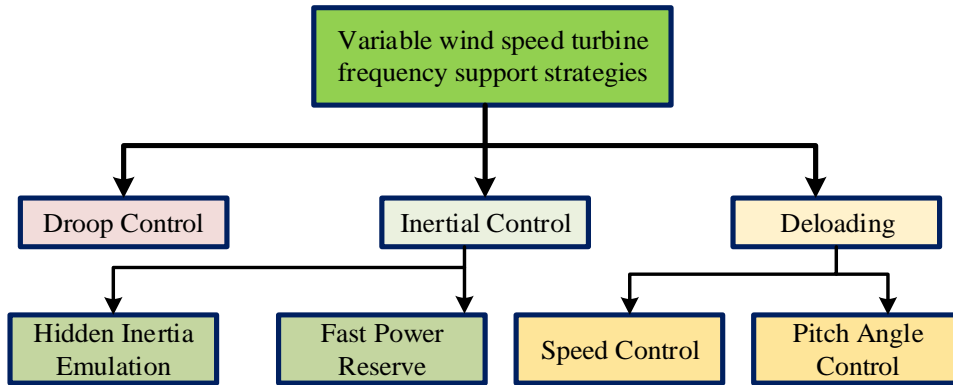 Variable wind speed turbine
frequency support strategies
Droop Control
Inertial Control
Deloading
Hidden Inertia
Emulation
Fast Power
Reserve
Speed Control
Pitch Angle
Control